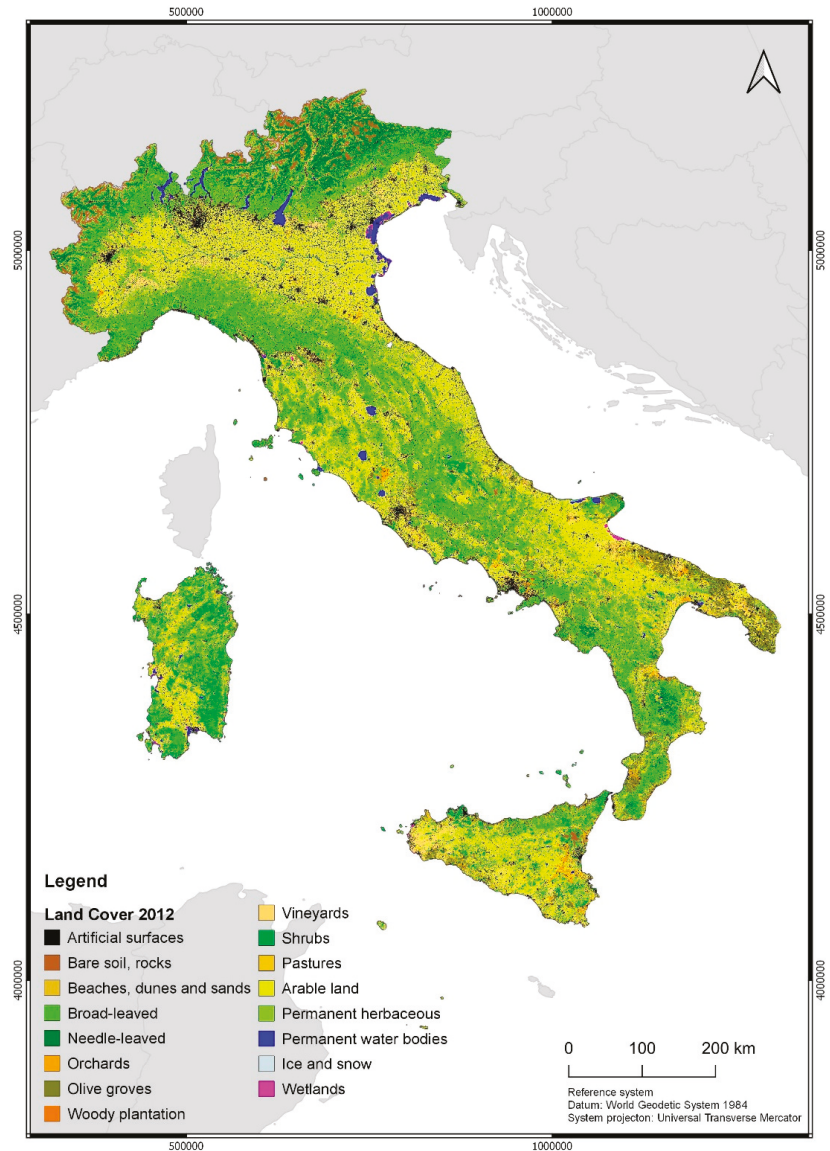 500000
1000000
5000000
5000000
4500000
4500000
4000000
4000000
Legend
Land Cover 2012
Artificial surfaces
Bare soil, rocks
Beaches, dunes and sands
Broad-leaved
Needle-leaved
Orchards
Olive groves
Woody plantation
Vineyards
Shrubs
Pastures
Arable land
Permanent herbaceous
Permanent water bodies
Ice and snow
Wetlands
0 100 200 km
Reference system
Datum: World Geodetic System 1984
System projecton: Universal Transverse Mercator
500000
1000000